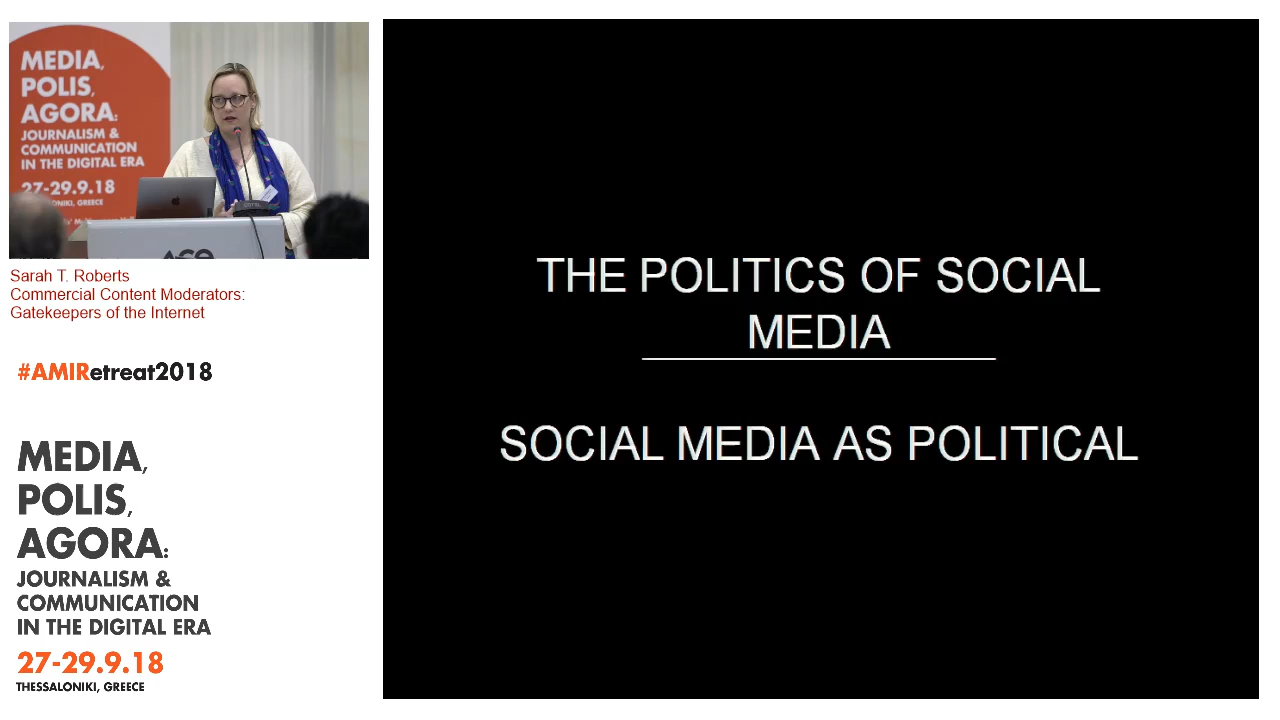 MEDIA,
POLIS,
AGORA:
JOURNALISM &
COMMUNICATION
IN THE DIGITAL ERA
27-29.9.18
ONIKI, GREECE
Sarah T. Roberts
Commercial Content Moderators:
Gatekeepers of the Internet
#AMIRetreat2018
MEDIA,
POLIS,
AGORA:
JOURNALISM &
COMMUNICATION
IN THE DIGITAL ERA
27-29.9.18
THESSALONIKI, GREECE
THE POLITICS OF SOCIAL
MEDIA
SOCIAL MEDIA AS POLITICAL